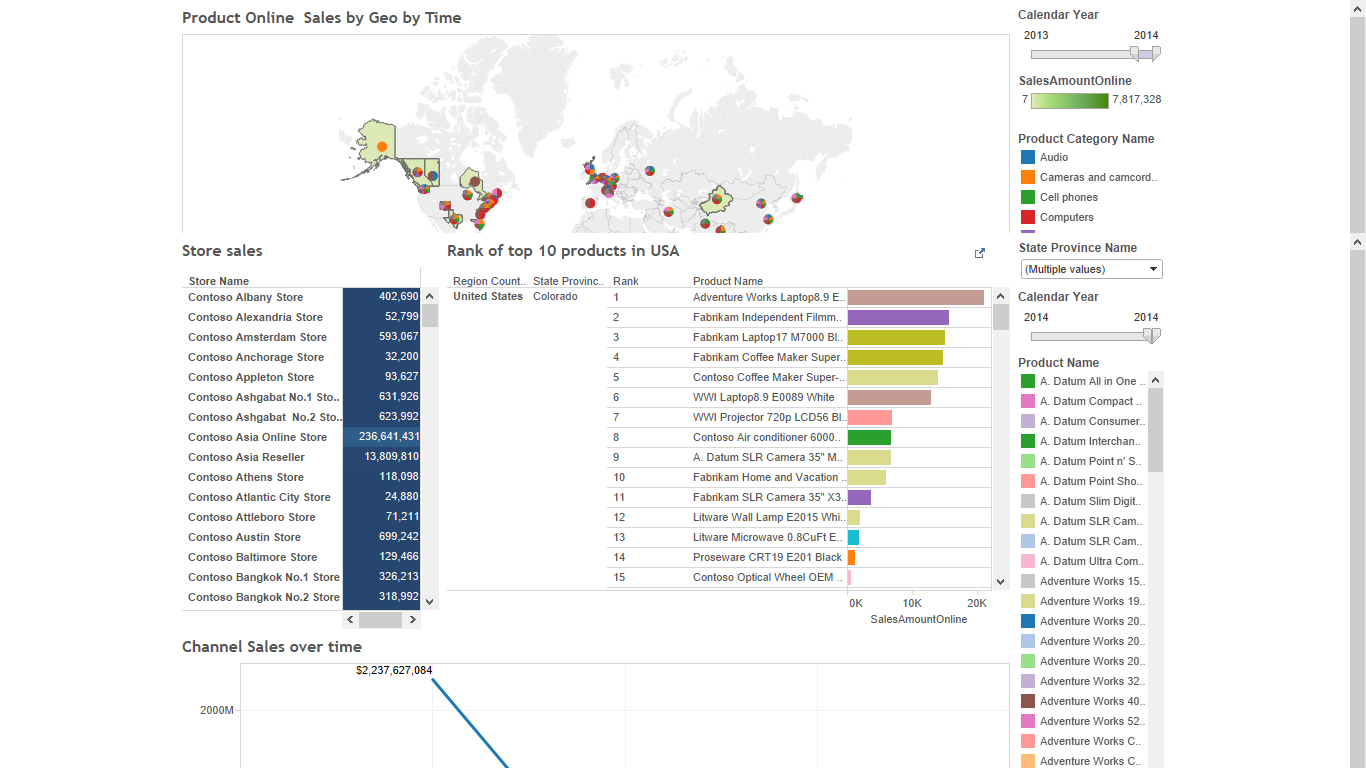 Product Online  Sales by Geo by Time
Calendar Year
2013 2014
SalesAmountOnline
7 7,817,328
Product Category Name
Audio
Cameras and camcord..
Cell phones
Computers
Store sales
Rank of top 10 products in USA
State Province Name
(Multiple values)
Calendar Year
2014 2014
Store Name
Contoso Albany Store 402,690
Contoso Alexandria Store 52,799
Contoso Amsterdam Store 593,067
Contoso Anchorage Store 32,200
Contoso Appleton Store 93,627
Contoso Ashgabat No.1 Sto.. 631,926
Contoso Ashgabat  No.2 Sto.. 623,992
Contoso Asia Online Store 236,641,431
Contoso Asia Reseller 13,809,810
Contoso Athens Store 118,098
Contoso Atlantic City Store 24,880
Contoso Attleboro Store 71,211
Contoso Austin Store 699,242
Contoso Baltimore Store 129,466
Contoso Bangkok No.1 Store 326,213
Contoso Bangkok No.2 Store 318,992
Region Count.. State Provinc.. Rank Product Name
United States Colorado 1 Adventure Works Laptop8.9 E..
2 Fabrikam Independent Filmm..
3 Fabrikam Laptop17 M7000 Bl..
4 Fabrikam Coffee Maker Super..
5 Contoso Coffee Maker Super-..
6 WWI Laptop8.9 E0089 White
7 WWI Projector 720p LCD56 Bl..
8 Contoso Air conditioner 6000..
9 A. Datum SLR Camera 35" M..
10 Fabrikam Home and Vacation ..
11 Fabrikam SLR Camera 35" X3..
12 Litware Wall Lamp E2015 Whi..
13 Litware Microwave 0.8CuFt E..
14 Proseware CRT19 E201 Black
15 Contoso Optical Wheel OEM ..
0K 10K 20K
SalesAmountOnline
Product Name
A. Datum All in One ..
A. Datum Compact ..
A. Datum Consumer..
A. Datum Interchan..
A. Datum Point n' S..
A. Datum Point Sho..
A. Datum Slim Digit..
A. Datum SLR Cam..
A. Datum SLR Cam..
A. Datum Ultra Com..
Adventure Works 15..
Adventure Works 19..
Adventure Works 20..
Adventure Works 20..
Adventure Works 20..
Adventure Works 32..
Adventure Works 40..
Adventure Works 52..
Adventure Works C..
Adventure Works C..
Channel Sales over time
$2,237,627,084
2000M